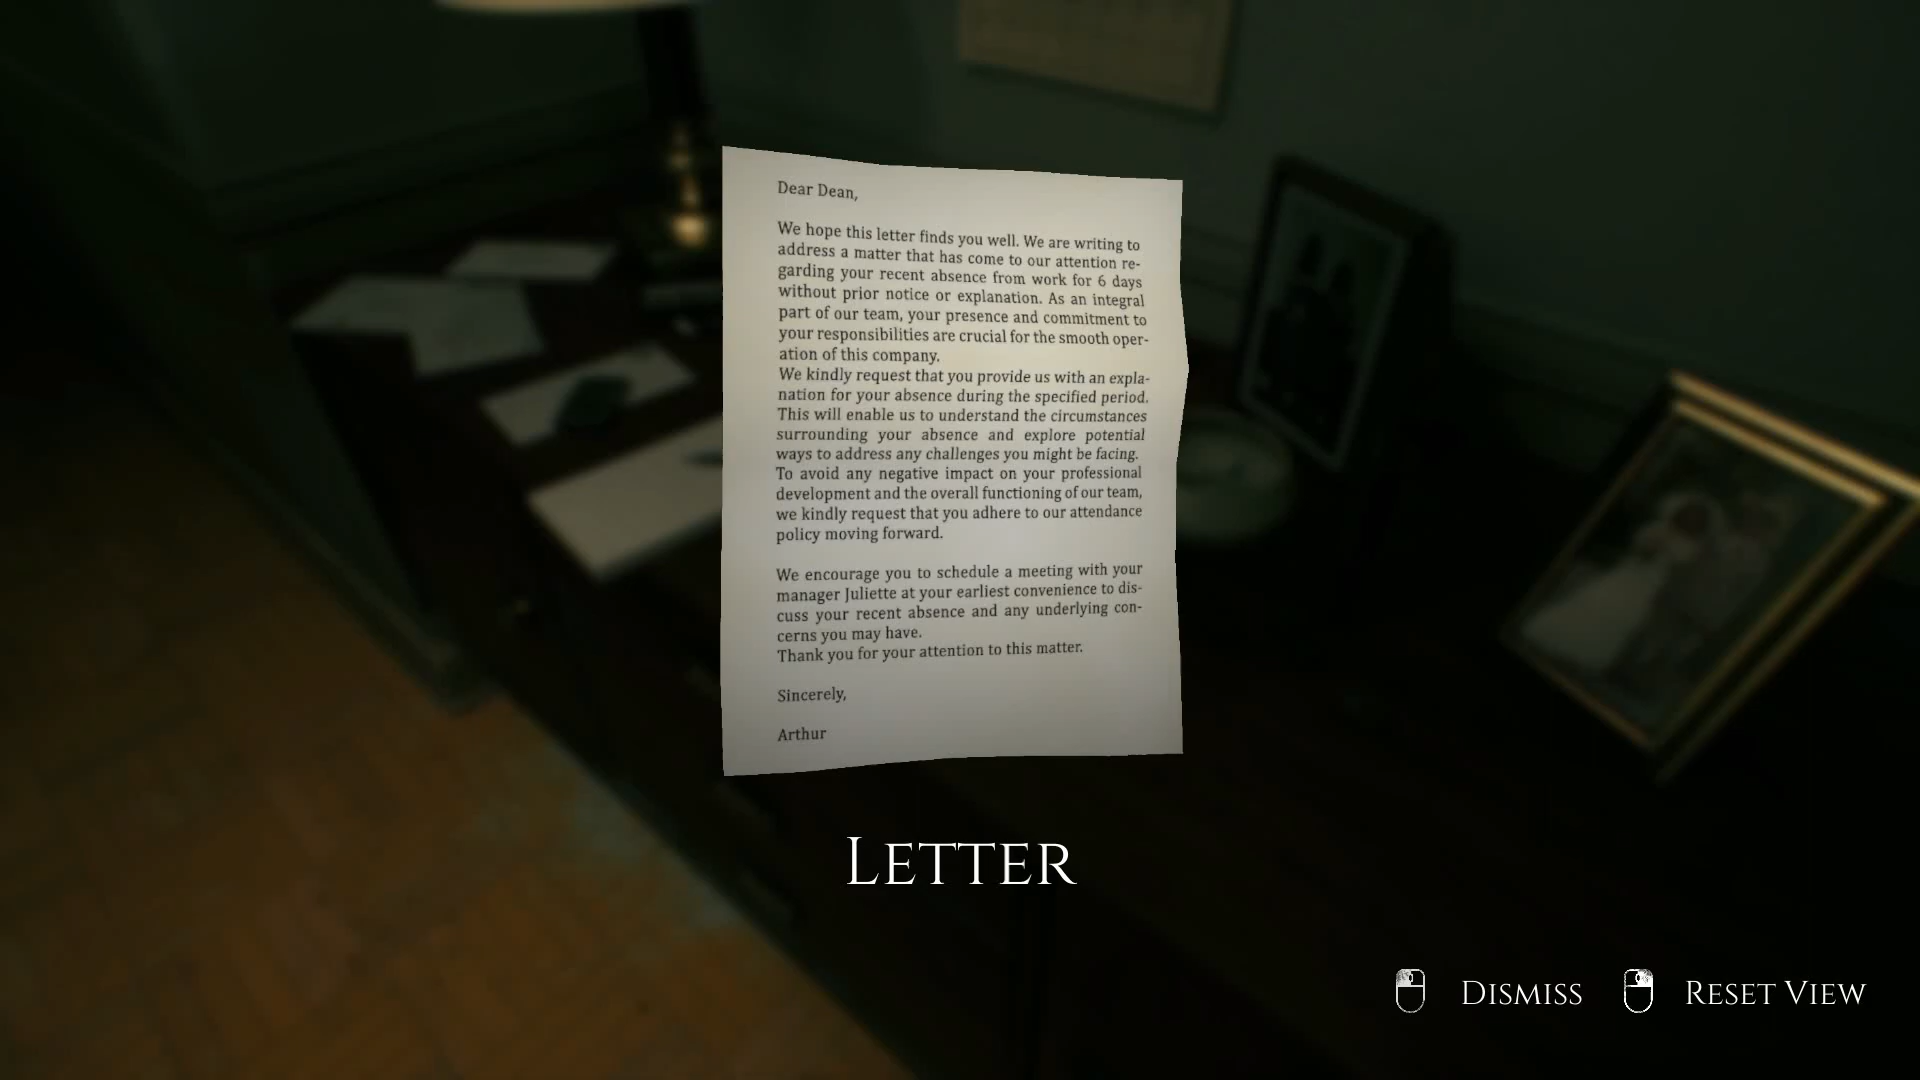 Dear Dean,
We hope this letter finds you well. We are writing to
address a matter that has come to our attention re-
garding your recent absence from work for 6 days
without prior notice or explanation. As an integral
part of our team, your presence and commitment to
your responsibilities are crucial for the smooth oper-
ation of this company.
We kindly request that you provide us with an expla-
nation for your absence during the specified period.
This will enable us to understand the circumstances
surrounding your absence and explore potential
ways to address any challenges you might be facing.
To avoid any negative impact on your professional
development and the overall functioning of our team,
we kindly request that you adhere to our attendance
policy moving forward.
We encourage you to schedule a meeting with your
manager Juliette at your earliest convenience to dis-
cuss your recent absence and any underlying con-
cerns you may have.
Thank you for your attention to this matter.
Sincerely,
Arthur
Letter
Dismiss
Reset View